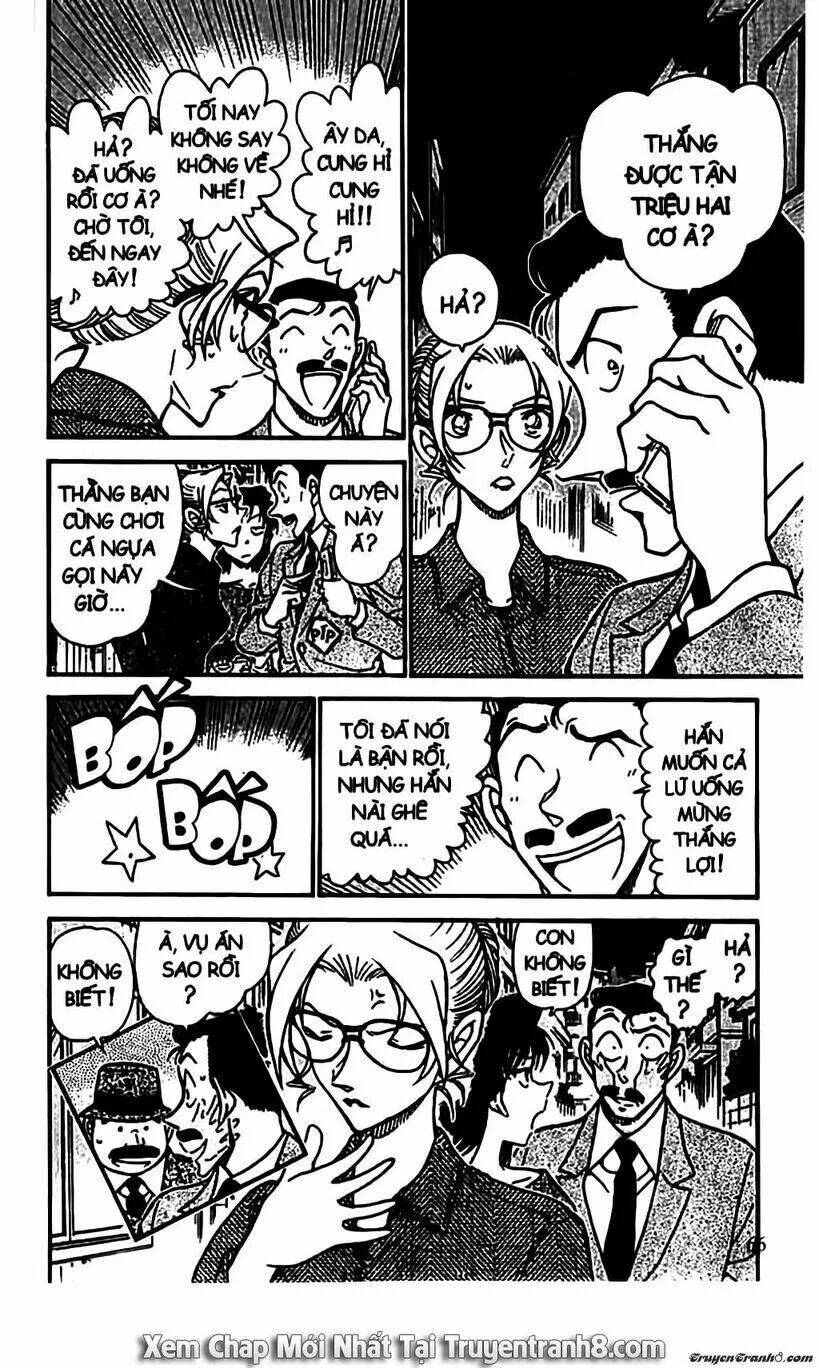 THẮNG
ĐƯỢC TẬN
TRIỆU HAI
CƠ À?
HẢ?
ÂY DA,
CUNG HỈ
CUNG
HỈ!!
TỐI NAY
KHÔNG SAY
KHÔNG VỀ
NHÉ!
HẢ?
ĐÃ UỐNG
RỒI CƠ À?
CHỜ TÔI,
ĐẾN NGAY
ĐÂY!
CHUYỆN
NÀY
Á?
PÍP
THẰNG BẠN
CÙNG CHƠI
CÁ NGỰA
GỌI NÃY
GIỜ...
HẮN
MUỐN CẢ
LŨ UỐNG
MỪNG
THẮNG
LỢI!
TÔI ĐÃ NÓI
LÀ BẬN RỒI,
NHƯNG HẮN
NÀI GHÊ
QUÁ...
BỐP
BỐP
HẢ
?
GÌ
THẾ
?
CON
KHÔNG
BIẾT!
À, VỤ ÁN
SAO RỒI
?
KHÔNG
BIẾT!
Xem Chap Mới Nhất Tại Truyentranh8.com
TruyenTranh8.com